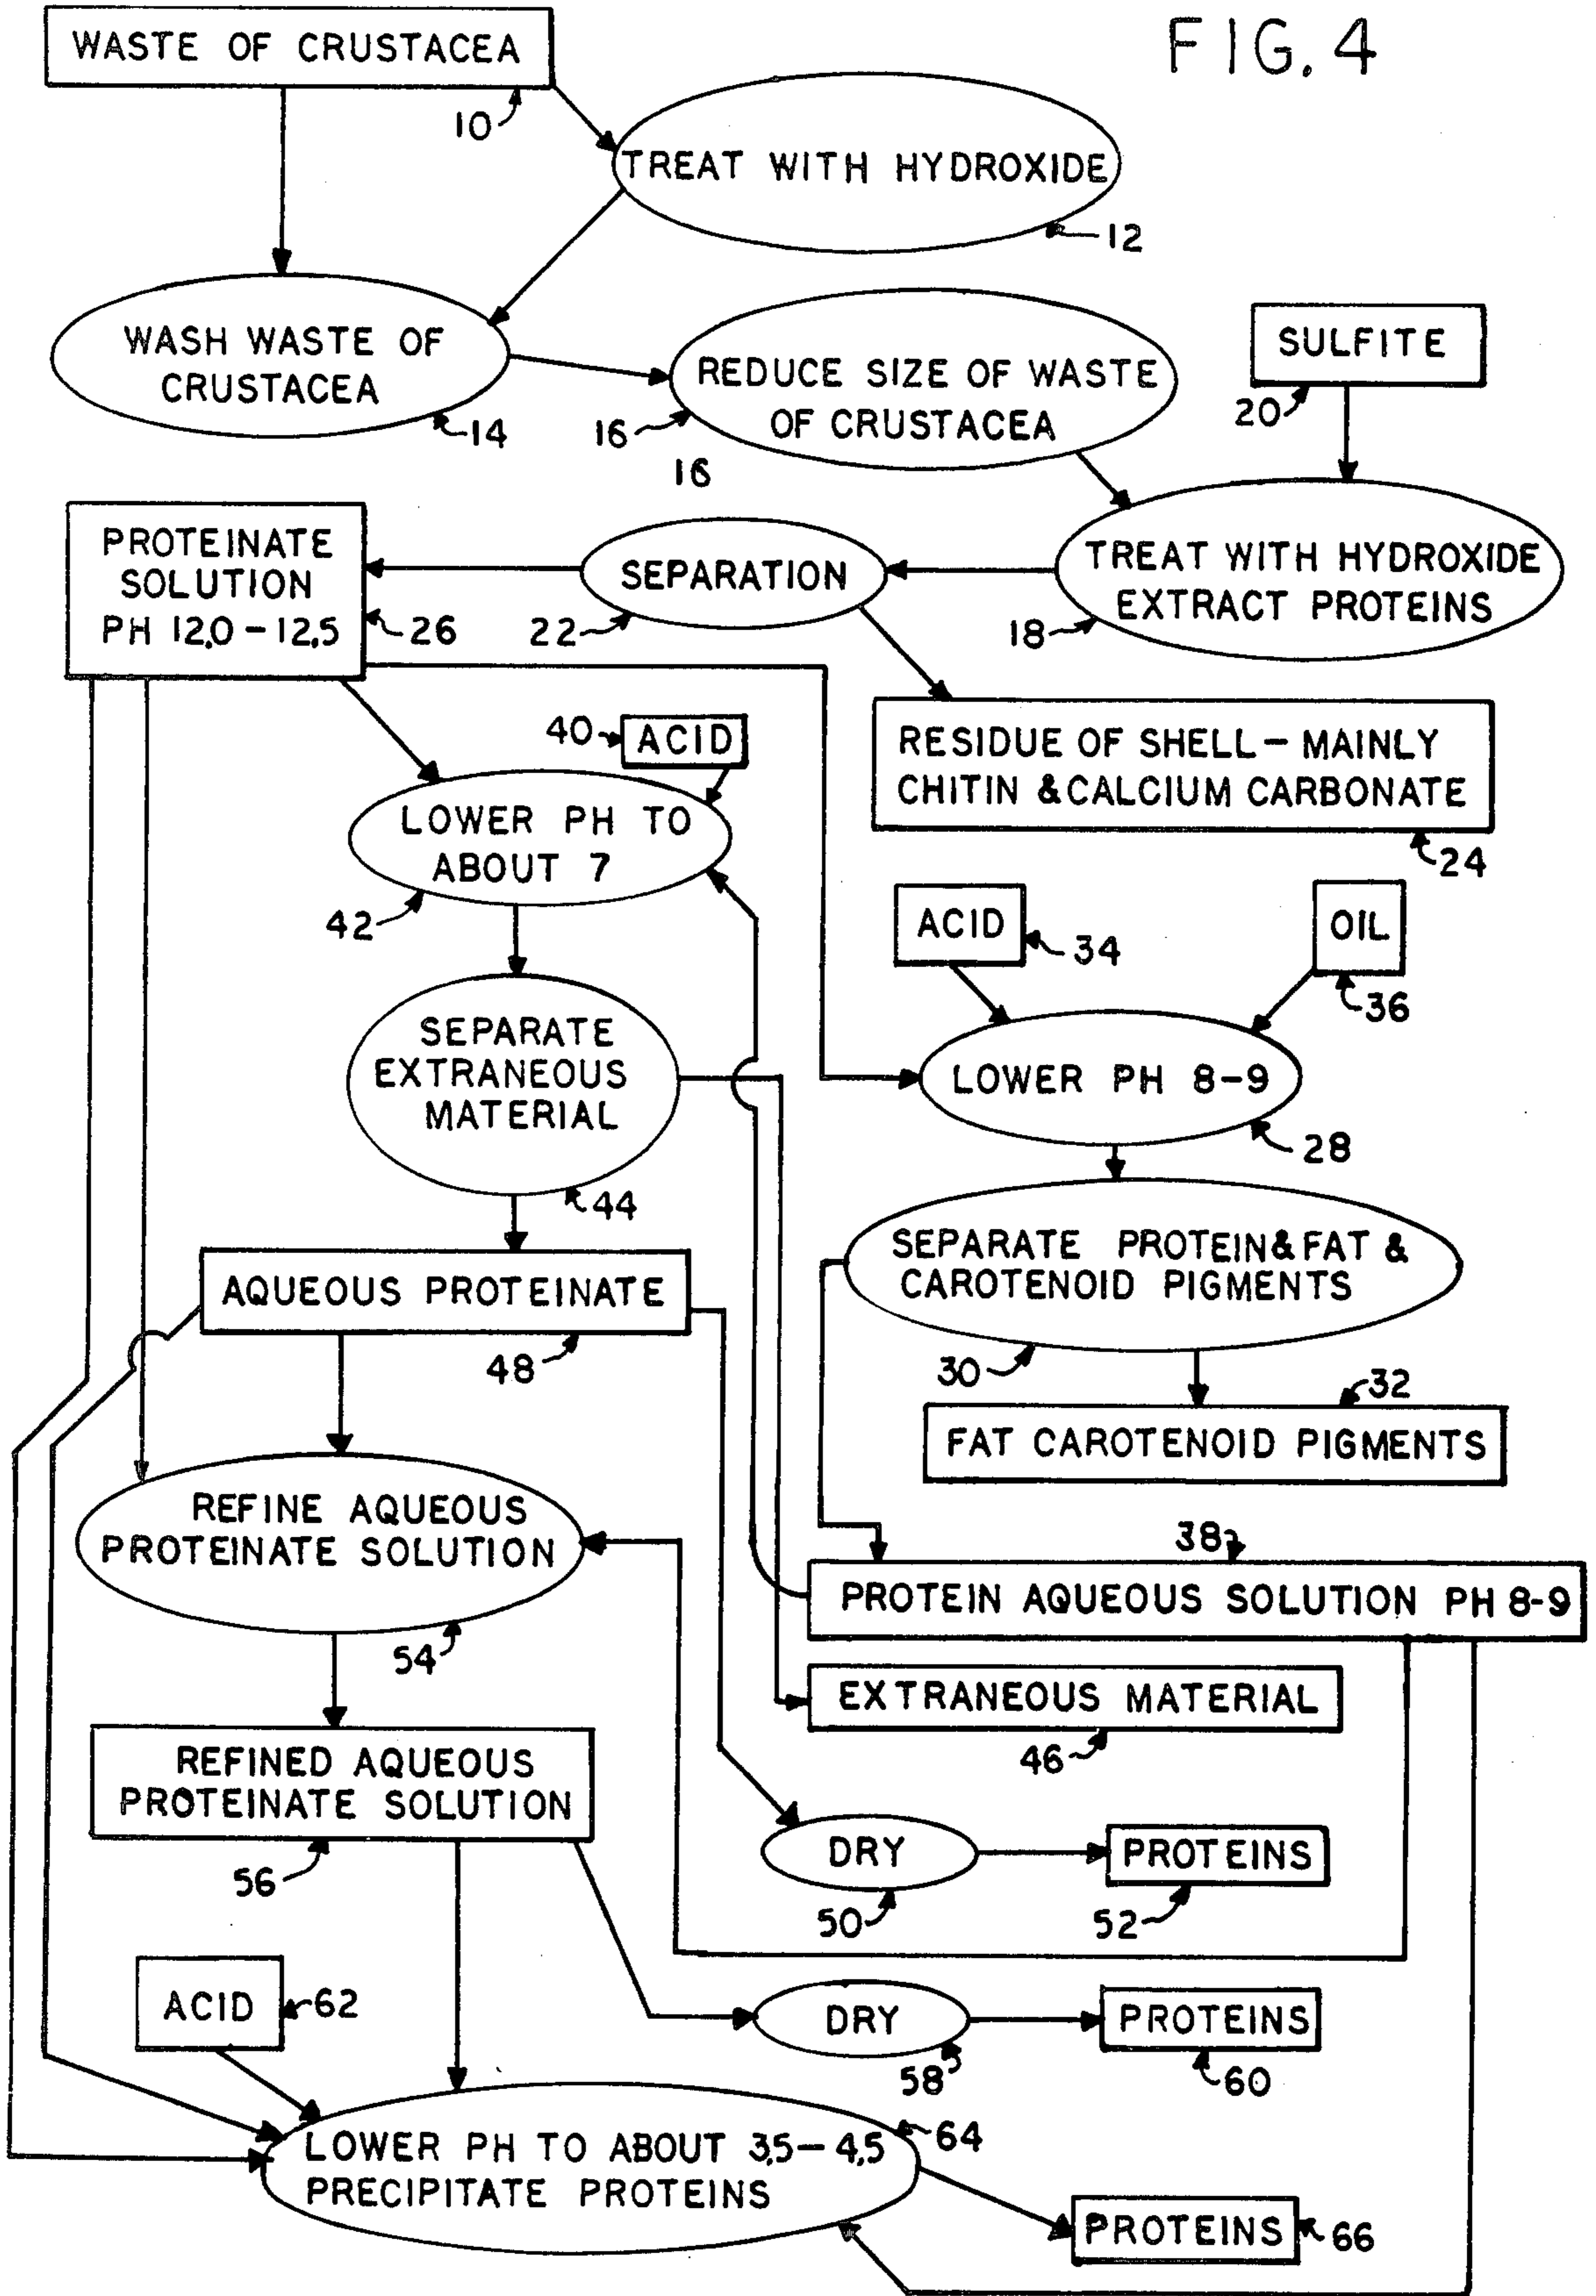 FIG. 4
WASTE OF CRUSTACEA
10
TREAT WITH HYDROXIDE
12
WASH WASTE OF
CRUSTACEA
14
REDUCE SIZE OF WASTE
OF CRUSTACEA
16
16
SULFITE
20
PROTEINATE
SOLUTION
PH 12.0-12.5
26
SEPARATION
22
TREAT WITH HYDROXIDE
EXTRACT PROTEINS
18
RESIDUE OF SHELL- MAINLY
CHITIN & CALCIUM CARBONATE
24
40
ACID
LOWER PH TO
ABOUT 7
42
ACID
34
OIL
36
SEPARATE
EXTRANEOUS
MATERIAL
44
LOWER PH 8-9
28
SEPARATE PROTEIN & FAT &
CAROTENOID PIGMENTS
30
32
FAT CAROTENOID PIGMENTS
AQUEOUS PROTEINATE
48
REFINE AQUEOUS
PROTEINATE SOLUTION
54
38
PROTEIN AQUEOUS SOLUTION PH 8-9
EXTRANEOUS MATERIAL
46
REFINED AQUEOUS
PROTEINATE SOLUTION
56
DRY
50
PROTEINS
52
ACID
62
DRY
58
PROTEINS
60
LOWER PH TO ABOUT 3.5-4.5
PRECIPITATE PROTEINS
64
PROTEINS
66